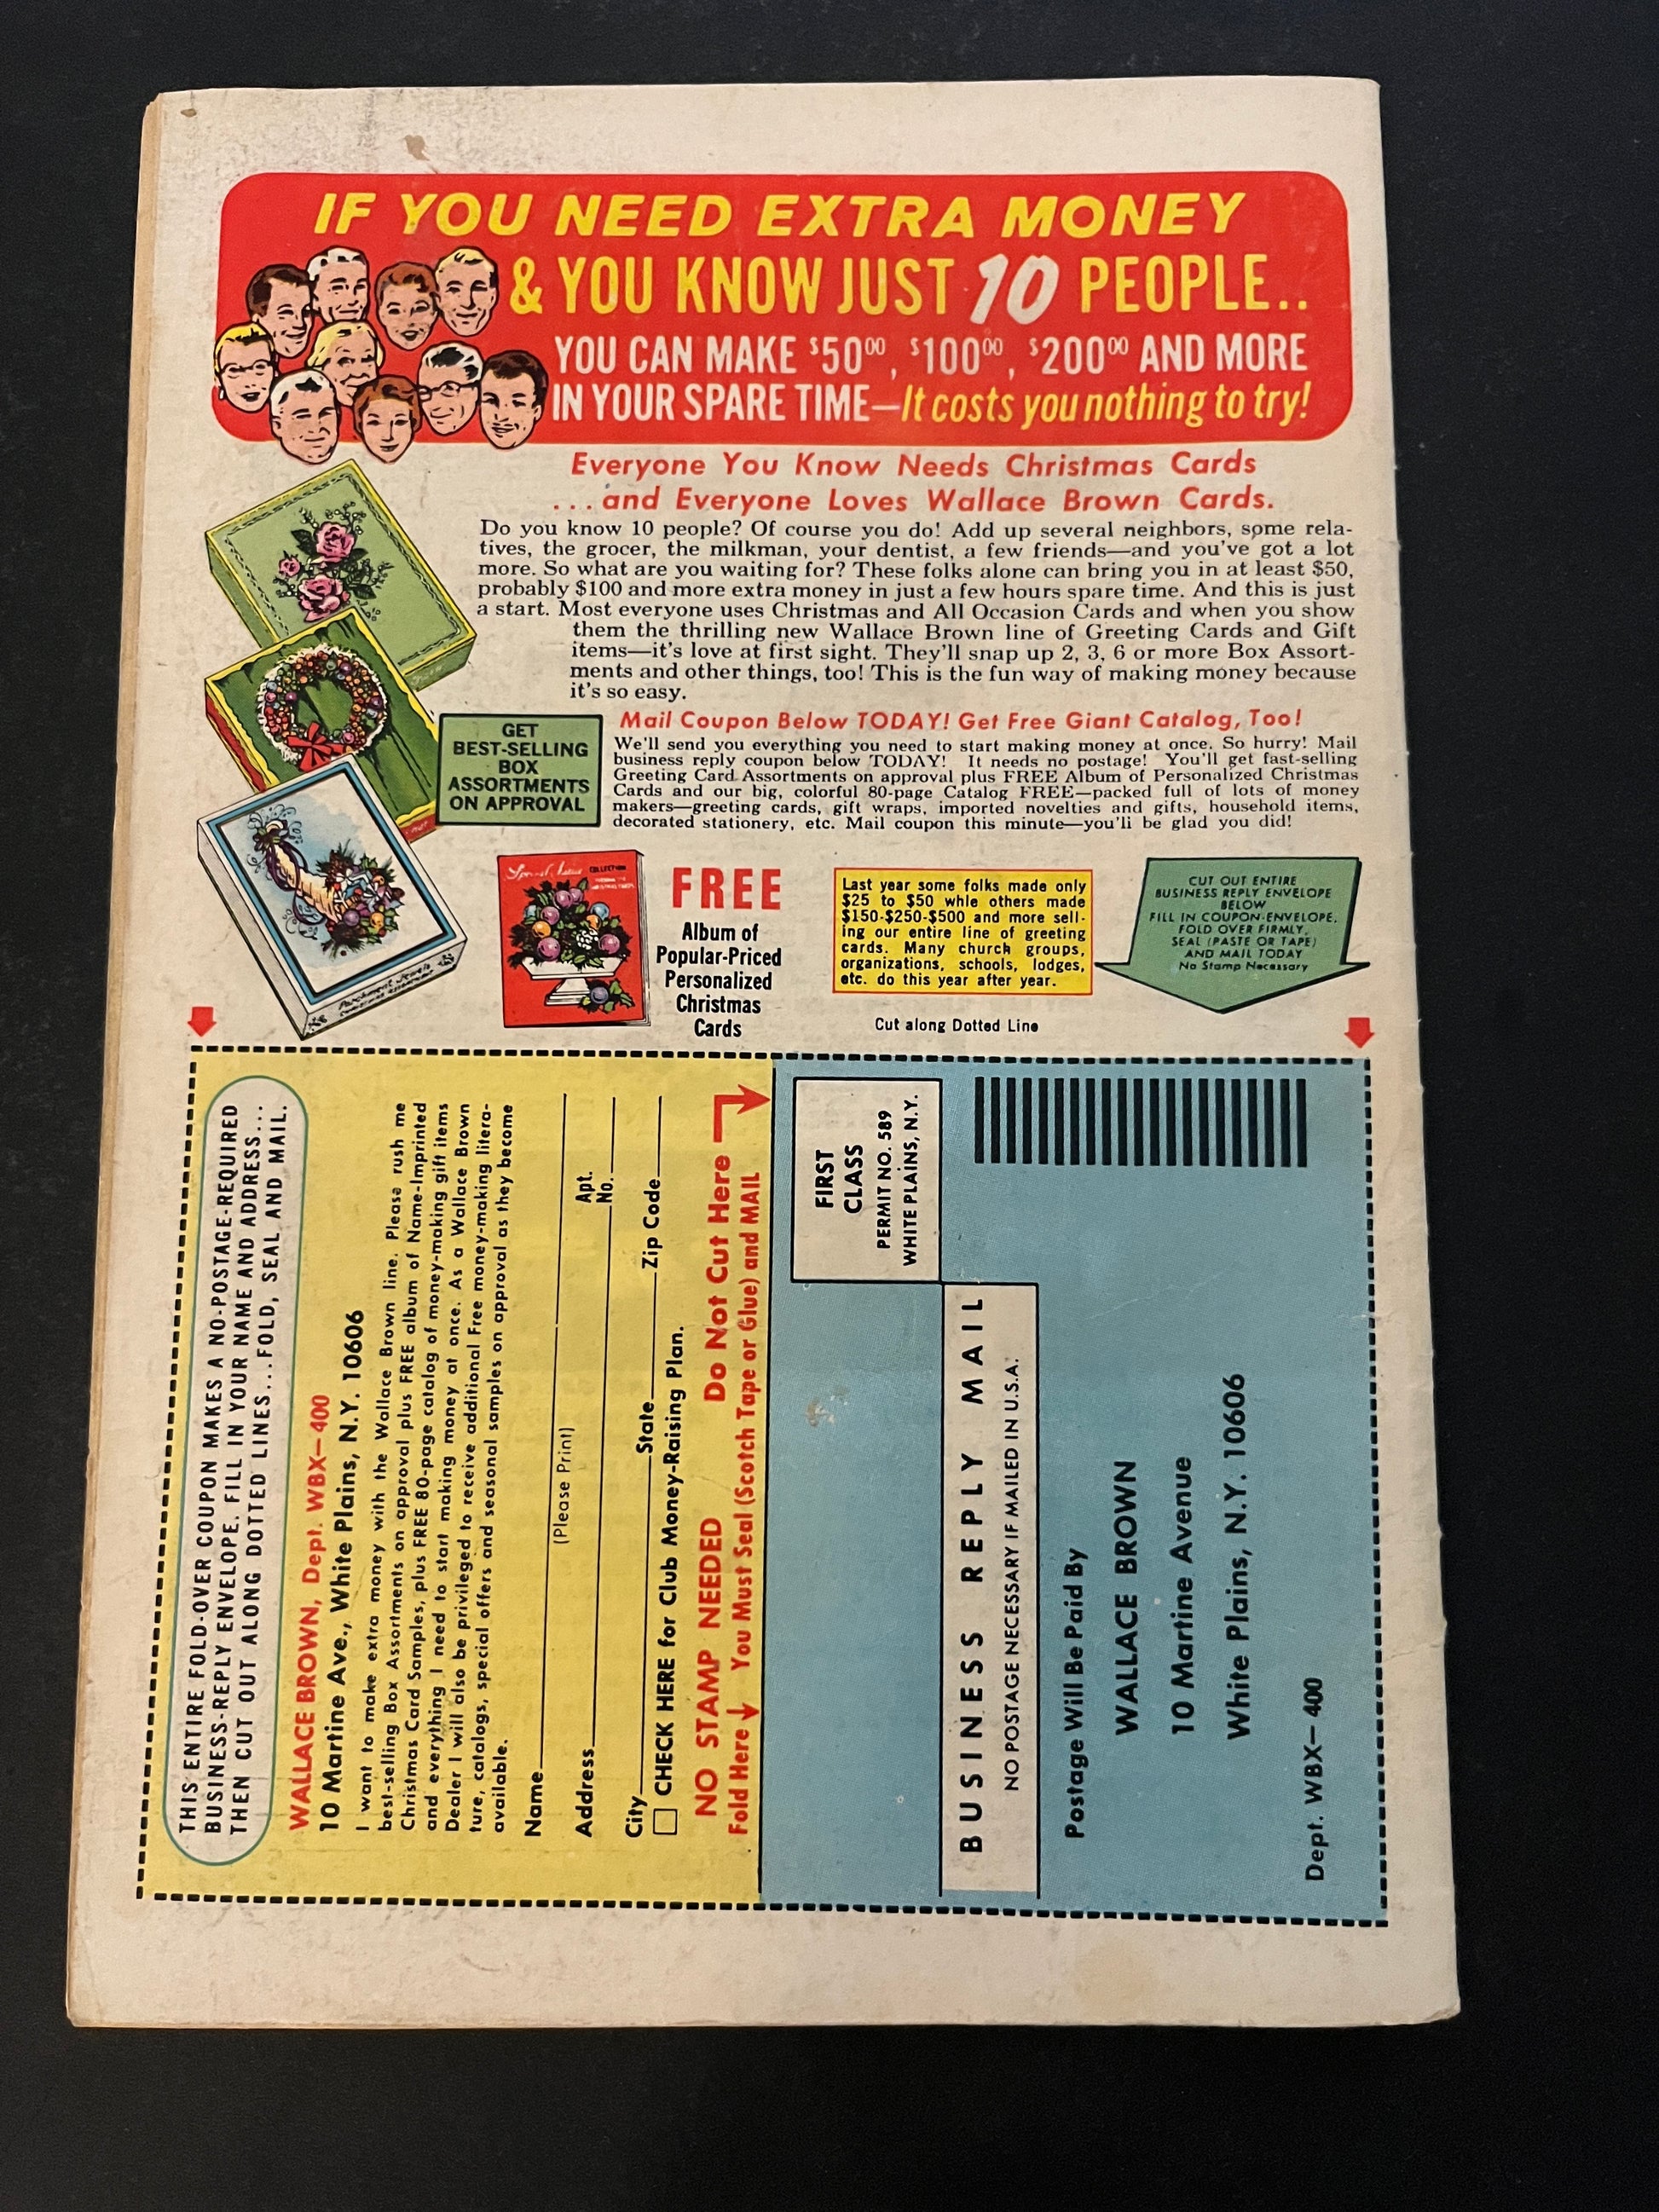 IF YOU NEED EXTRA MONEY
& YOU KNOW JUST 10 PEOPLE..
YOU CAN MAKE $50⁰⁰, $100⁰⁰, $200⁰⁰ AND MORE
IN YOUR SPARE TIME—It costs you nothing to try!
Everyone You Know Needs Christmas Cards
...and Everyone Loves Wallace Brown Cards.
Do you know 10 people? Of course you do! Add up several neighbors, some rela-
tives, the grocer, the milkman, your dentist, a few friends—and you've got a lot
more. So what are you waiting for? These folks alone can bring you in at least $50,
probably $100 and more extra money in just a few hours spare time. And this is just
a start. Most everyone uses Christmas and All Occasion Cards and when you show
them the thrilling new Wallace Brown line of Greeting Cards and Gift
items—it's love at first sight. They'll snap up 2, 3, 6 or more Box Assort-
ments and other things, too! This is the fun way of making money because
it's so easy.
GET
BEST-SELLING
BOX
ASSORTMENTS
ON APPROVAL
Mail Coupon Below TODAY! Get Free Giant Catalog, Too!
We'll send you everything you need to start making money at once. So hurry! Mail
business reply coupon below TODAY! It needs no postage! You'll get fast-selling
Greeting Card Assortments on approval plus FREE Album of Personalized Christmas
Cards and our big, colorful 80-page Catalog FREE—packed full of lots of money
makers—greeting cards, gift wraps, imported novelties and gifts, household items,
decorated stationery, etc. Mail coupon this minute—you'll be glad you did!
COLLECTION
FREE
Album of
Popular-Priced
Personalized
Christmas
Cards
Last year some folks made only
$25 to $50 whle others made
$150-$250-$500 and more sell-
ing our entire line of greeting
cards. Many church groups,
organizations, schools, lodges,
etc. do this year after year.
CUT OUT ENTIRE
BUSINESS REPLY ENVELOPE
BELOW
FILL IN COUPON-ENVELOPE,
FOLD OVER FIRMLY,
SEAL (PASTE OR TAPE)
AND MAIL TODAY
No Stamp Necessary
Cut along Dotted Line
THIS ENTIRE FOLD-OVER COUPON MAKES A NO-POSTAGE-REQUIRED
BUSINESS-REPLY ENVELOPE. FILL IN YOUR NAME AND ADDRESS...
THEN CUT OUT ALONG DOTTED LINES...FOLD, SEAL AND MAIL.
WALLACE BROWN, Dept. WBX—400
10 Martine Ave., White Plains, N.Y. 10606
I want to make extra money with the Wallace Brown line. Please rush me
best-selling Box Assortments on approval plus FREE album of Name-Imprinted
Christmas Card Samples, plus FREE 80-page catalog of money-making gift items
and everything I need to start making money at once. As a Wallace Brown
Dealer I will also be privileged to receive additional Free money-making litera-
ture, catalogs, special offers and seasonal samples on approval as they become
available.
Name
(Please Print)
Address Apt. No.
City State Zip Code
CHECK HERE for Club Money-Raising Plan.
NO STAMP NEEDED Do Not Cut Here
Fold Here You Must Seal (Scotch Tape or Glue) and MAIL
FIRST
CLASS
PERMIT NO. 589
WHITE PLAINS, N.Y.
BUSINESS REPLY MAIL
NO POSTAGE NECESSARY IF MAILED IN U.S.A.
Postage Will Be Paid By
WALLACE BROWN
10 Martine Avenue
White Plains, N.Y. 10606
Dept. WBX—400